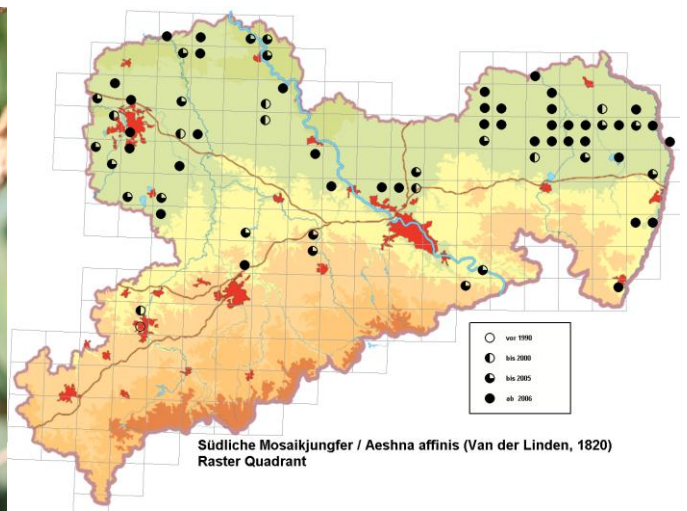 vor 1990
bis 2000
bis 2005
ab 2006
Südliche Mosaikjungfer / Aeshna affinis (Van der Linden, 1820)
Raster Quadrant